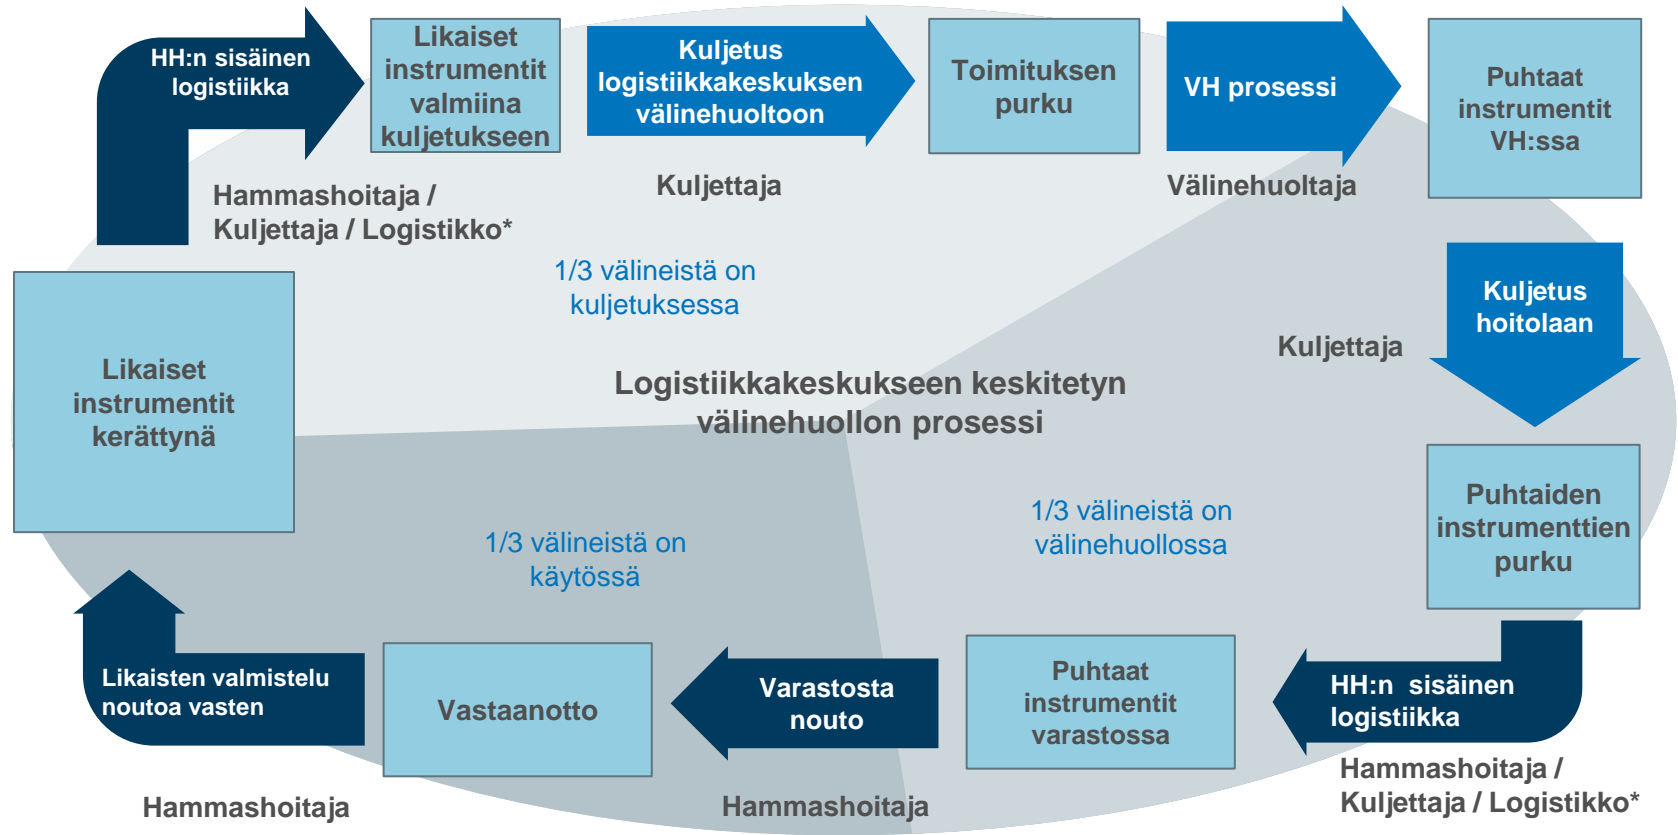 HH:n sisäinen
logistiikka
Likaiset
instrumentit
valmiina
kuljetukseen
Kuljetus
logistiikkakeskuksen
välinehuoltoon
Toimituksen
purku
VH prosessi
Puhtaat
instrumentit
VH:ssa
Hammashoitaja /
Kuljettaja / Logistikko*
Kuljettaja
Välinehuoltaja
1/3 välineistä on
kuljetuksessa
Kuljetus
hoitolaan
Kuljettaja
Likaiset
instrumentit
kerättynä
Logistiikkakeskukseen keskitetyn
välinehuollon prosessi
1/3 välineistä on
käytössä
1/3 välineistä on
välinehuollossa
Puhtaiden
instrumenttien
purku
Likaisten valmistelu
noutoa vasten
Vastaanotto
Varastosta
nouto
Puhtaat
instrumentit
varastossa
HH:n  sisäinen
logistiikka
Hammashoitaja
Hammashoitaja
Hammashoitaja /
Kuljettaja / Logistikko*